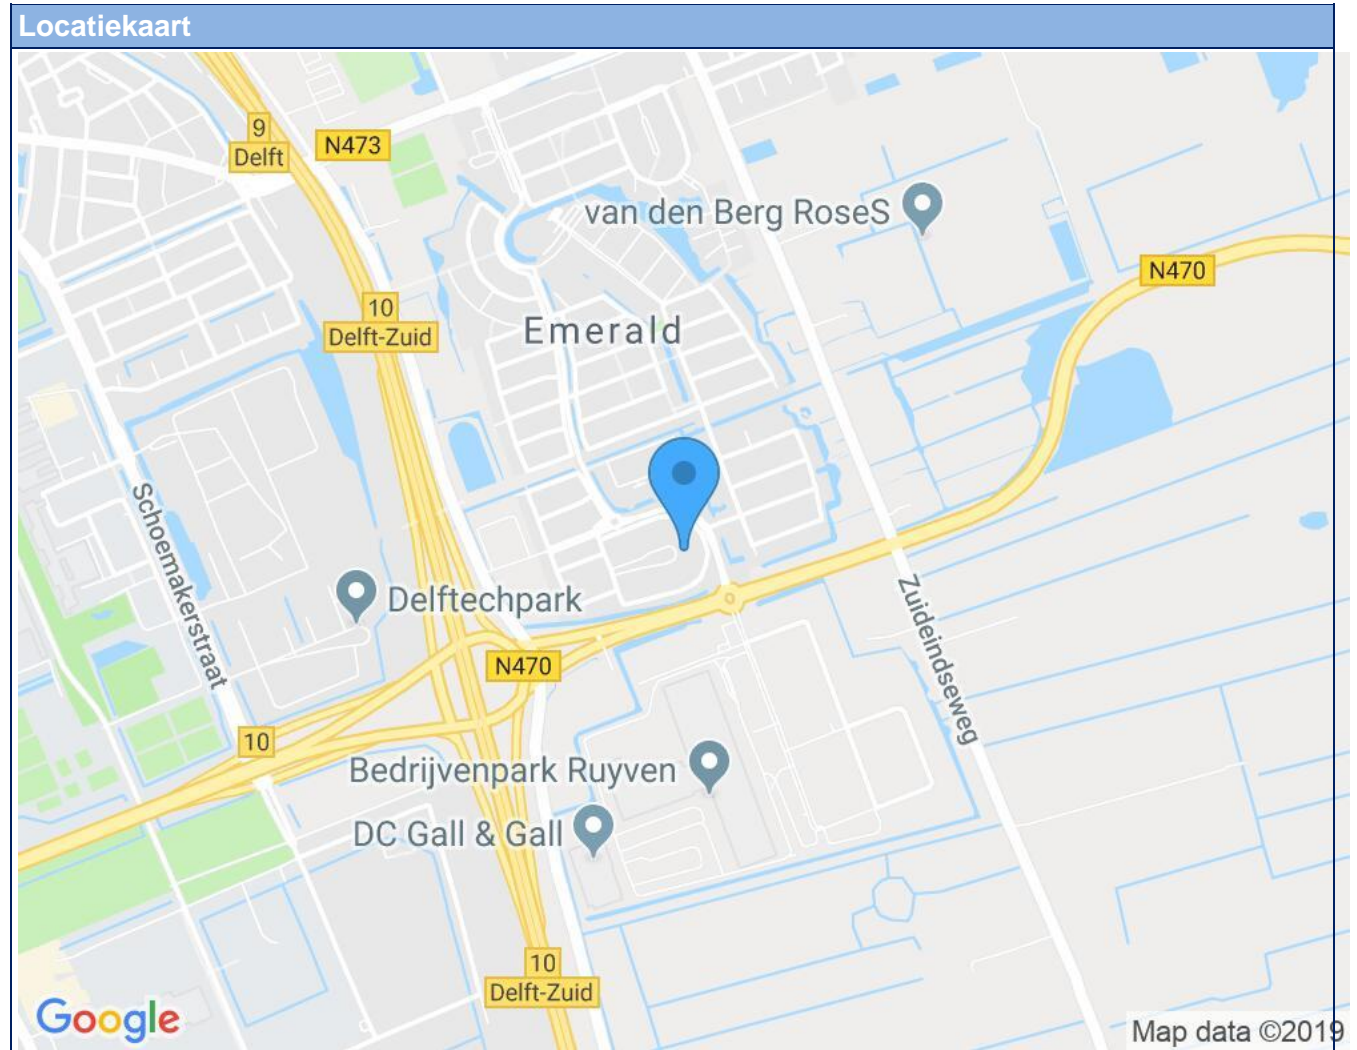 Locatiekaart
9
Delft
N473
van den Berg RoseS
N470
10
Delft-Zuid
Emerald
Schoemakerstraat
Delftechpark
Zuideindseweg
N470
10
Bedrijvenpark Ruyven
DC Gall & Gall
10
Delft-Zuid
Google
Map data ©2019